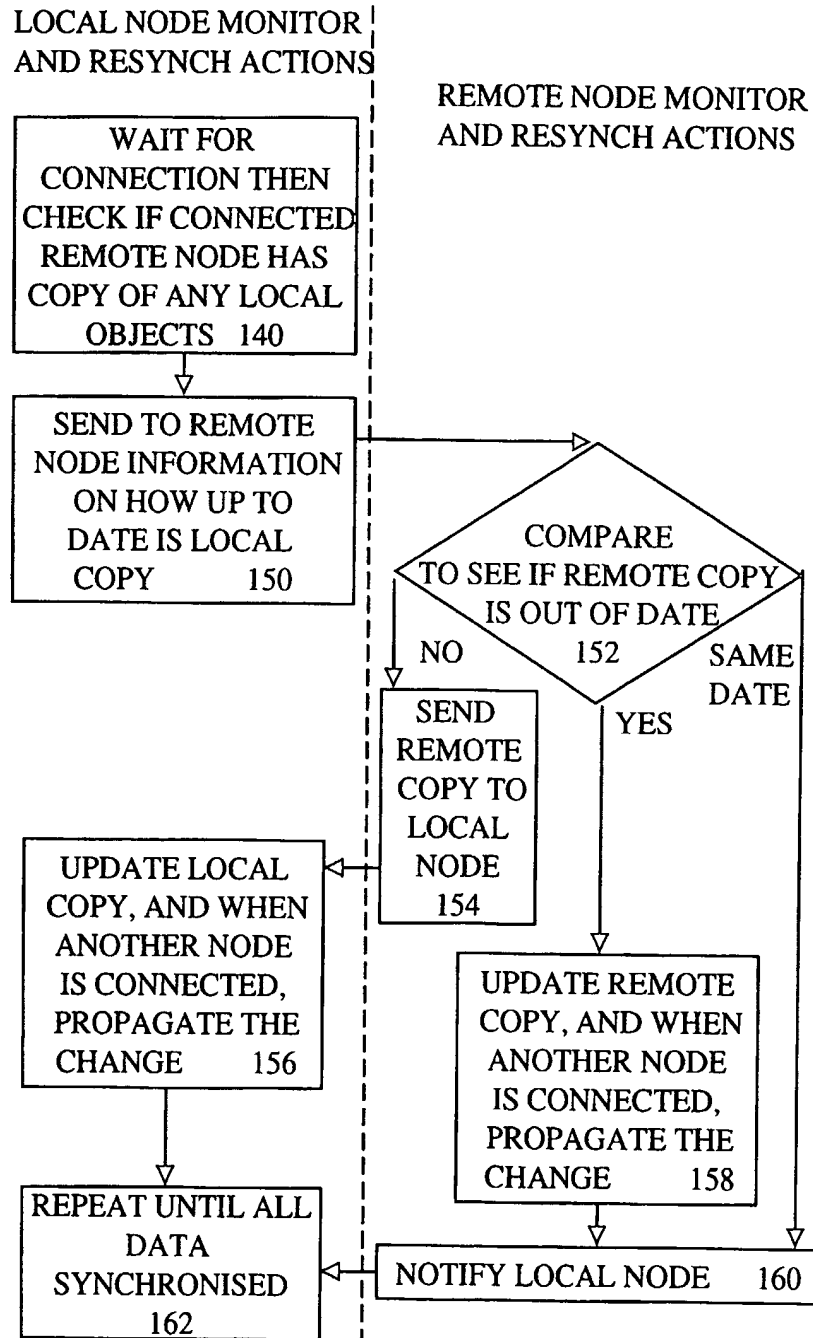 LOCAL NODE MONITOR
AND RESYNCH ACTIONS
REMOTE NODE MONITOR
AND RESYNCH ACTIONS
WAIT FOR
CONNECTION THEN
CHECK IF CONNECTED
REMOTE NODE HAS
COPY OF ANY LOCAL
OBJECTS 140
SEND TO REMOTE
NODE INFORMATION
ON HOW UP TO
DATE IS LOCAL
COPY 150
COMPARE
TO SEE IF REMOTE COPY
IS OUT OF DATE
152
NO
SAME
DATE
YES
SEND
REMOTE
COPY TO
LOCAL
NODE
154
UPDATE LOCAL
COPY, AND WHEN
ANOTHER NODE
IS CONNECTED,
PROPAGATE THE
CHANGE 156
UPDATE REMOTE
COPY, AND WHEN
ANOTHER NODE
IS CONNECTED,
PROPAGATE THE
CHANGE 158
NOTIFY LOCAL NODE 160
REPEAT UNTIL ALL
DATA
SYNCHRONISED
162